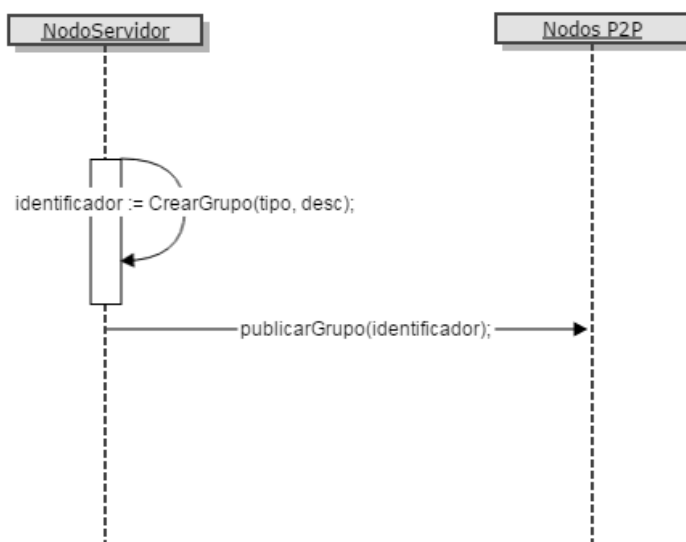 NodoServidor
Nodos P2P
identificador := CrearGrupo(tipo, desc);
publicarGrupo(identificador);